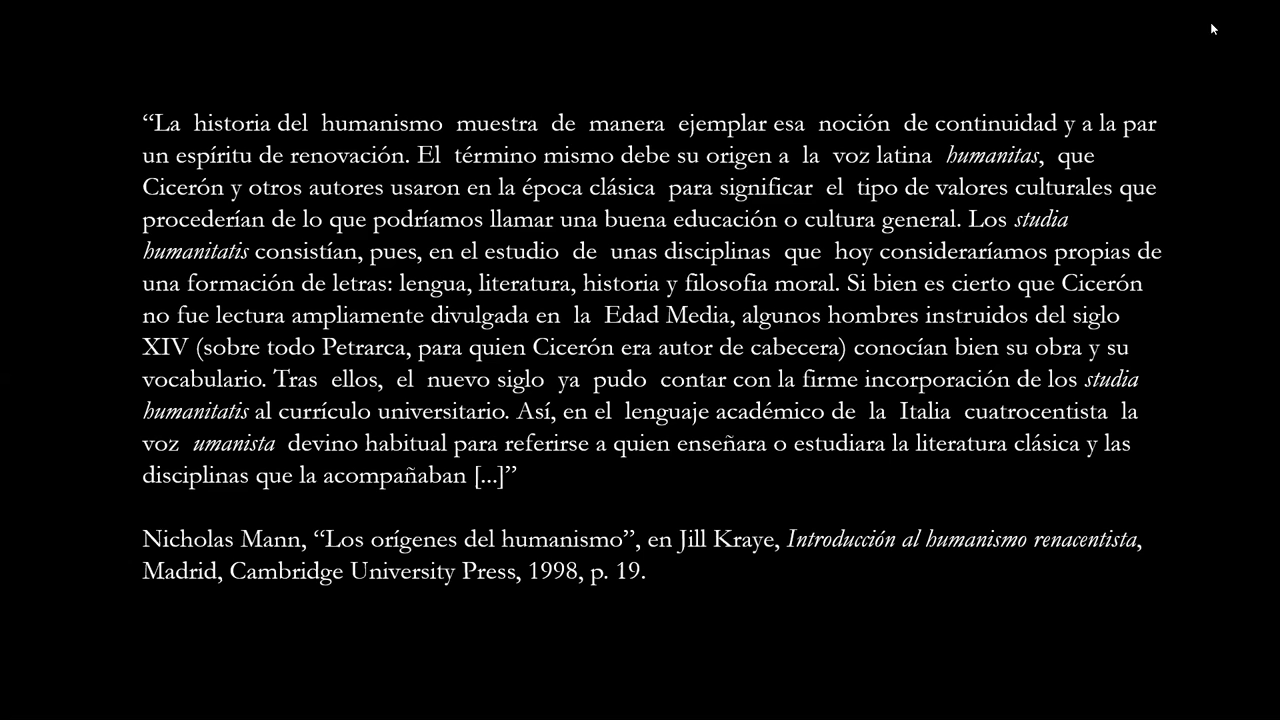 “La historia del humanismo muestra de manera ejemplar esa noción de continuidad y a la par
un espíritu de renovación. El término mismo debe su origen a la voz latina humanitas, que
Cicerón y otros autores usaron en la época clásica para significar el tipo de valores culturales que
procederían de lo que podríamos llamar una buena educación o cultura general. Los studia
humanitatis consistían, pues, en el estudio de unas disciplinas que hoy consideraríamos propias de
una formación de letras: lengua, literatura, historia y filosofia moral. Si bien es cierto que Cicerón
no fue lectura ampliamente divulgada en la Edad Media, algunos hombres instruidos del siglo
XIV (sobre todo Petrarca, para quien Cicerón era autor de cabecera) conocían bien su obra y su
vocabulario. Tras ellos, el nuevo siglo ya pudo contar con la firme incorporación de los studia
humanitatis al currículo universitario. Así, en el lenguaje académico de la Italia cuatrocentista la
voz umanista devino habitual para referirse a quien enseñara o estudiara la literatura clásica y las
disciplinas que la acompañaban [...]”
Nicholas Mann, “Los orígenes del humanismo”, en Jill Kraye, Introducción al humanismo renacentista,
Madrid, Cambridge University Press, 1998, p. 19.